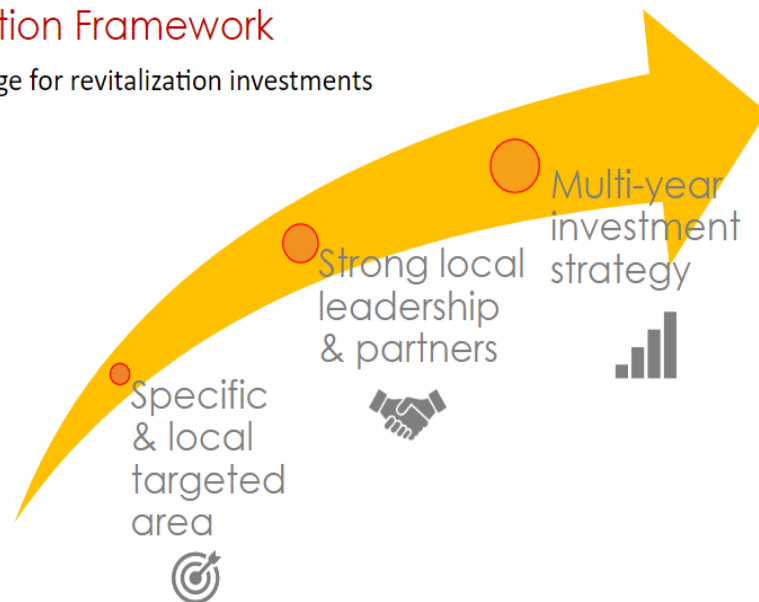 tion Framework
ge for revitalization investments
Multi-year
investment
strategy
Strong local
leadership
& partners
Specific
& local
targeted
area